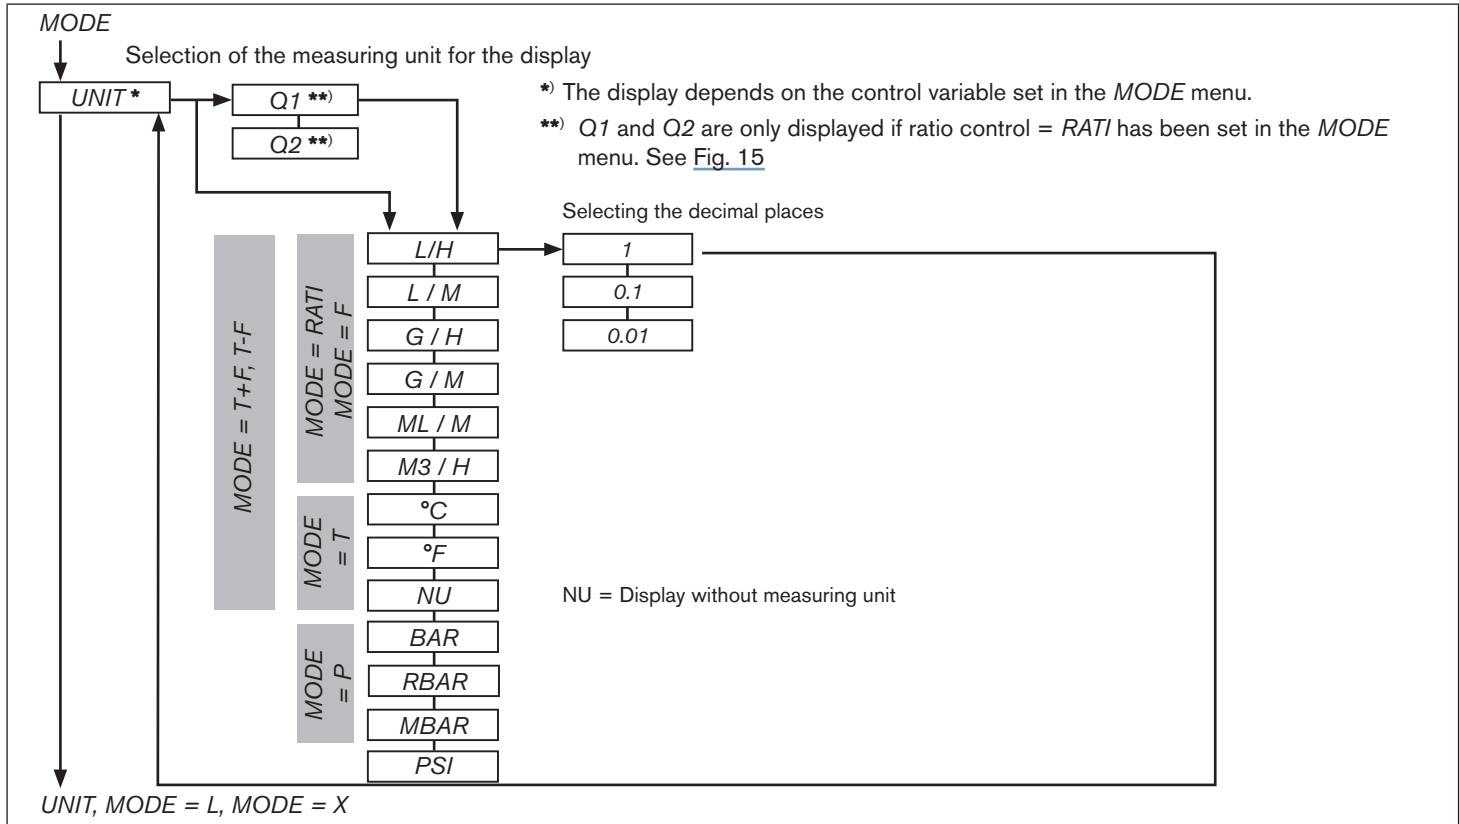 MODE
Selection of the measuring unit for the display
UNIT *
Q1 **)
Q2 **)
*) The display depends on the control variable set in the MODE menu.
**) Q1 and Q2 are only displayed if ratio control = RATI has been set in the MODE
menu. See Fig. 15
Selecting the decimal places
MODE = T+F, T-F
MODE = RATI
MODE = F
MODE
= T
MODE
= P
L/H
L / M
G / H
G / M
ML / M
M3 / H
°C
°F
NU
BAR
RBAR
MBAR
PSI
1
0.1
0.01
NU = Display without measuring unit
UNIT, MODE = L, MODE = X